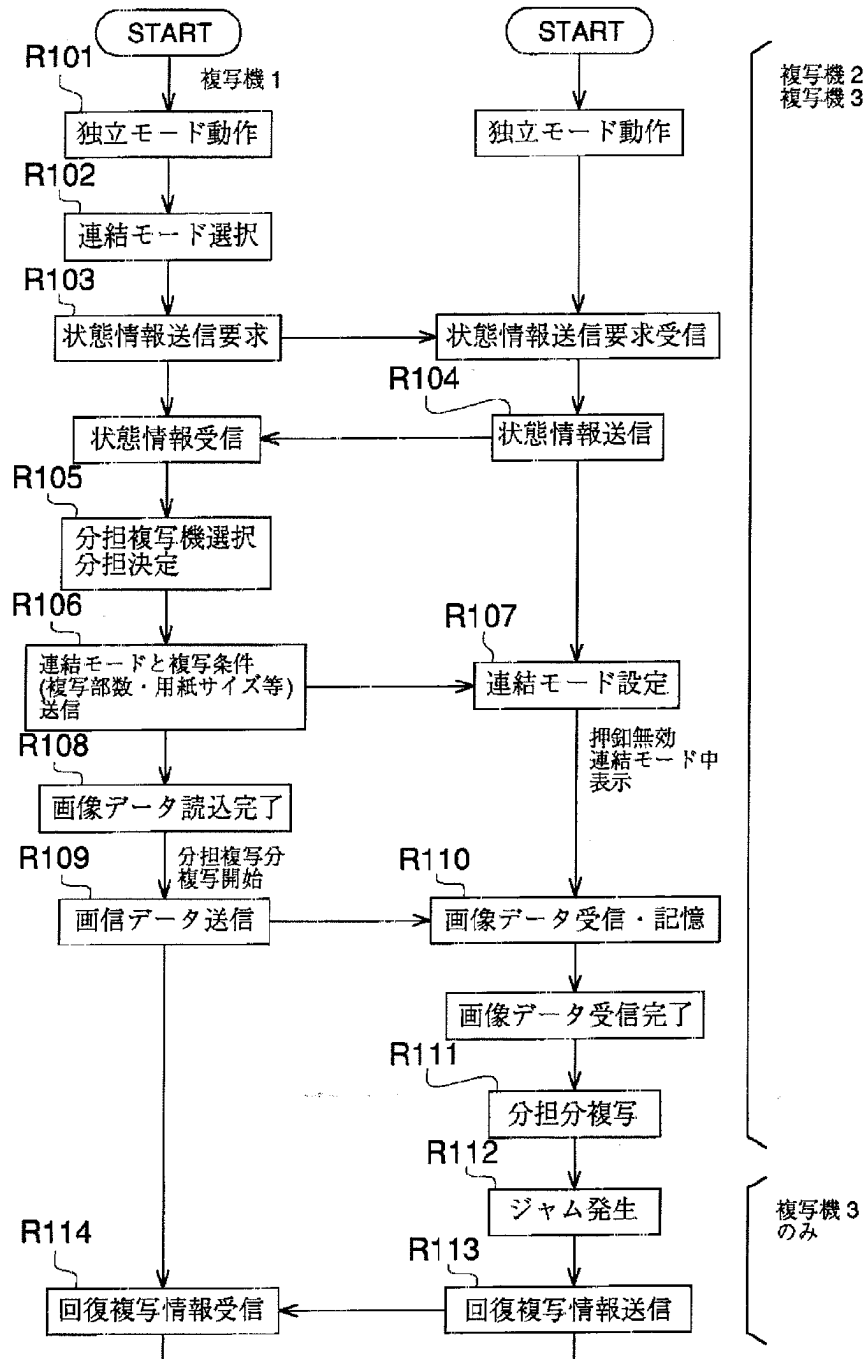 START
START
R101
複写機1
複写機2
複写機3
独立モード動作
独立モード動作
R102
連結モード選択
R103
状態情報送信要求
状態情報送信要求受信
R104
状態情報受信
状態情報送信
R105
分担複写機選択
分担決定
R106
連結モードと複写条件
(複写部数・用紙サイズ等)
送信
R107
連結モード設定
押釦無効
連結モード中
表示
R108
画像データ読込完了
分担複写分
複写開始
R109
画信データ送信
R110
画像データ受信・記憶
画像データ受信完了
R111
分担分複写
R112
ジャム発生
複写機3
のみ
R114
回復複写情報受信
R113
回復複写情報送信